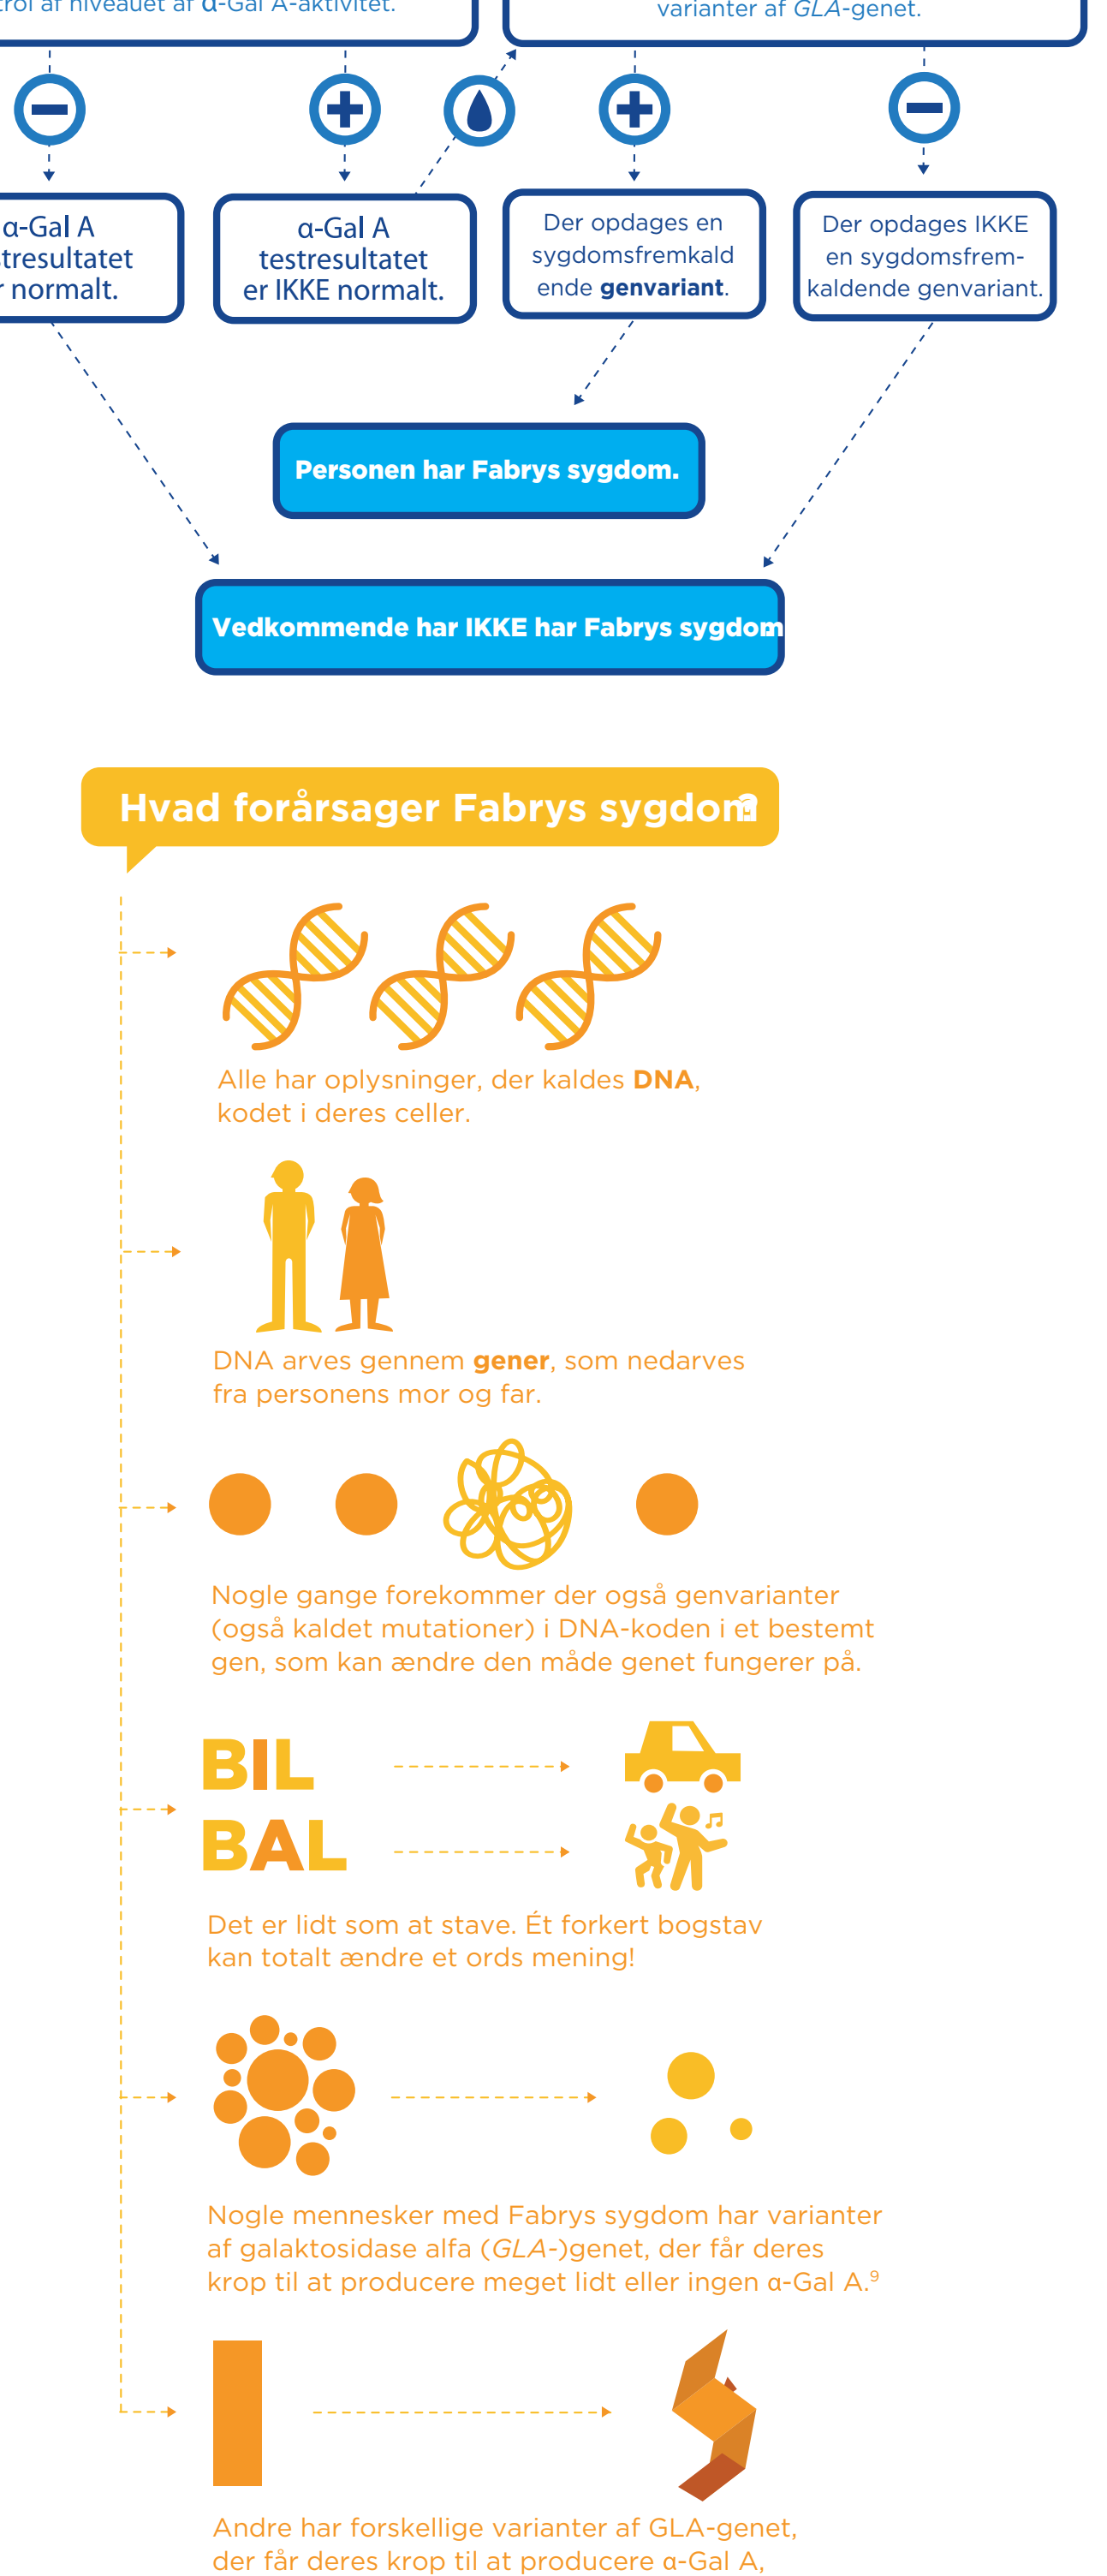 af niveauet af α-Gal A-aktivitet.
varianter af GLA-genet.
α-Gal A
normalt.
α-Gal A
testresultatet
er IKKE normalt.
Der opdages en
sygdomsfremkald
ende genvariant.
Der opdages IKKE
en sygdomsfrem-
kaldende genvariant.
Personen har Fabrys sygdom.
Vedkommende har IKKE har Fabrys sygdom.
Hvad forårsager Fabrys sygdom?
Alle har oplysninger, der kaldes DNA,
kodet i deres celler.
DNA arves gennem gener, som nedarves
fra personens mor og far.
Nogle gange forekommer der også genvarianter
(også kaldet mutationer) i DNA-koden i et bestemt
gen, som kan ændre den måde genet fungerer på.
BIL
BAL
Det er lidt som at stave. Ét forkert bogstav
kan totalt ændre et ords mening!
Nogle mennesker med Fabrys sygdom har varianter
af galaktosidase alfa (GLA-)genet, der får deres
krop til at producere meget lidt eller ingen α-Gal A.⁹
Andre har forskellige varianter af GLA-genet,
der får deres krop til at producere α-Gal A,